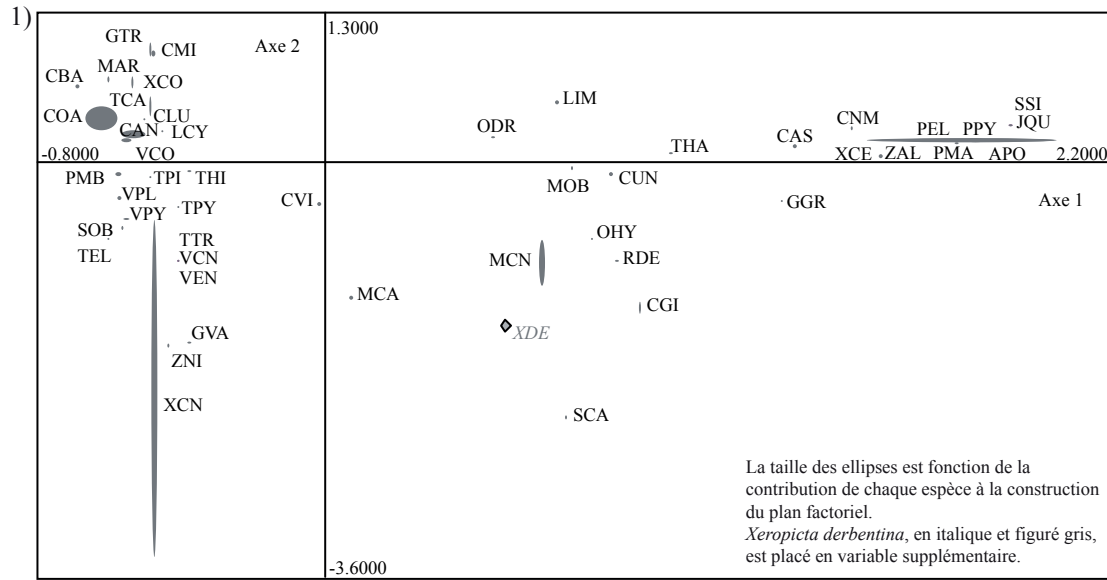 1)
1.3000
GTR
CMI
Axe 2
MAR
CBA
XCO
TCA
COA
CLU
CAN
LCY
VCO
-0.8000
LIM
ODR
THA
CAS
CNM
SSI
PEL PPY JQU
XCE ZAL PMA APO
2.2000
PMB
TPI
THI
VPL
VPY
TPY
CVI
SOB
TEL
TTR
VCN
VEN
MOB
CUN
GGR
Axe 1
OHY
MCN
RDE
MCA
CGI
XDE
GVA
ZNI
XCN
SCA
La taille des ellipses est fonction de la
contribution de chaque espèce à la construction
du plan factoriel.
Xeropicta derbentina, en italique et figuré gris,
est placé en variable supplémentaire.
-3.6000